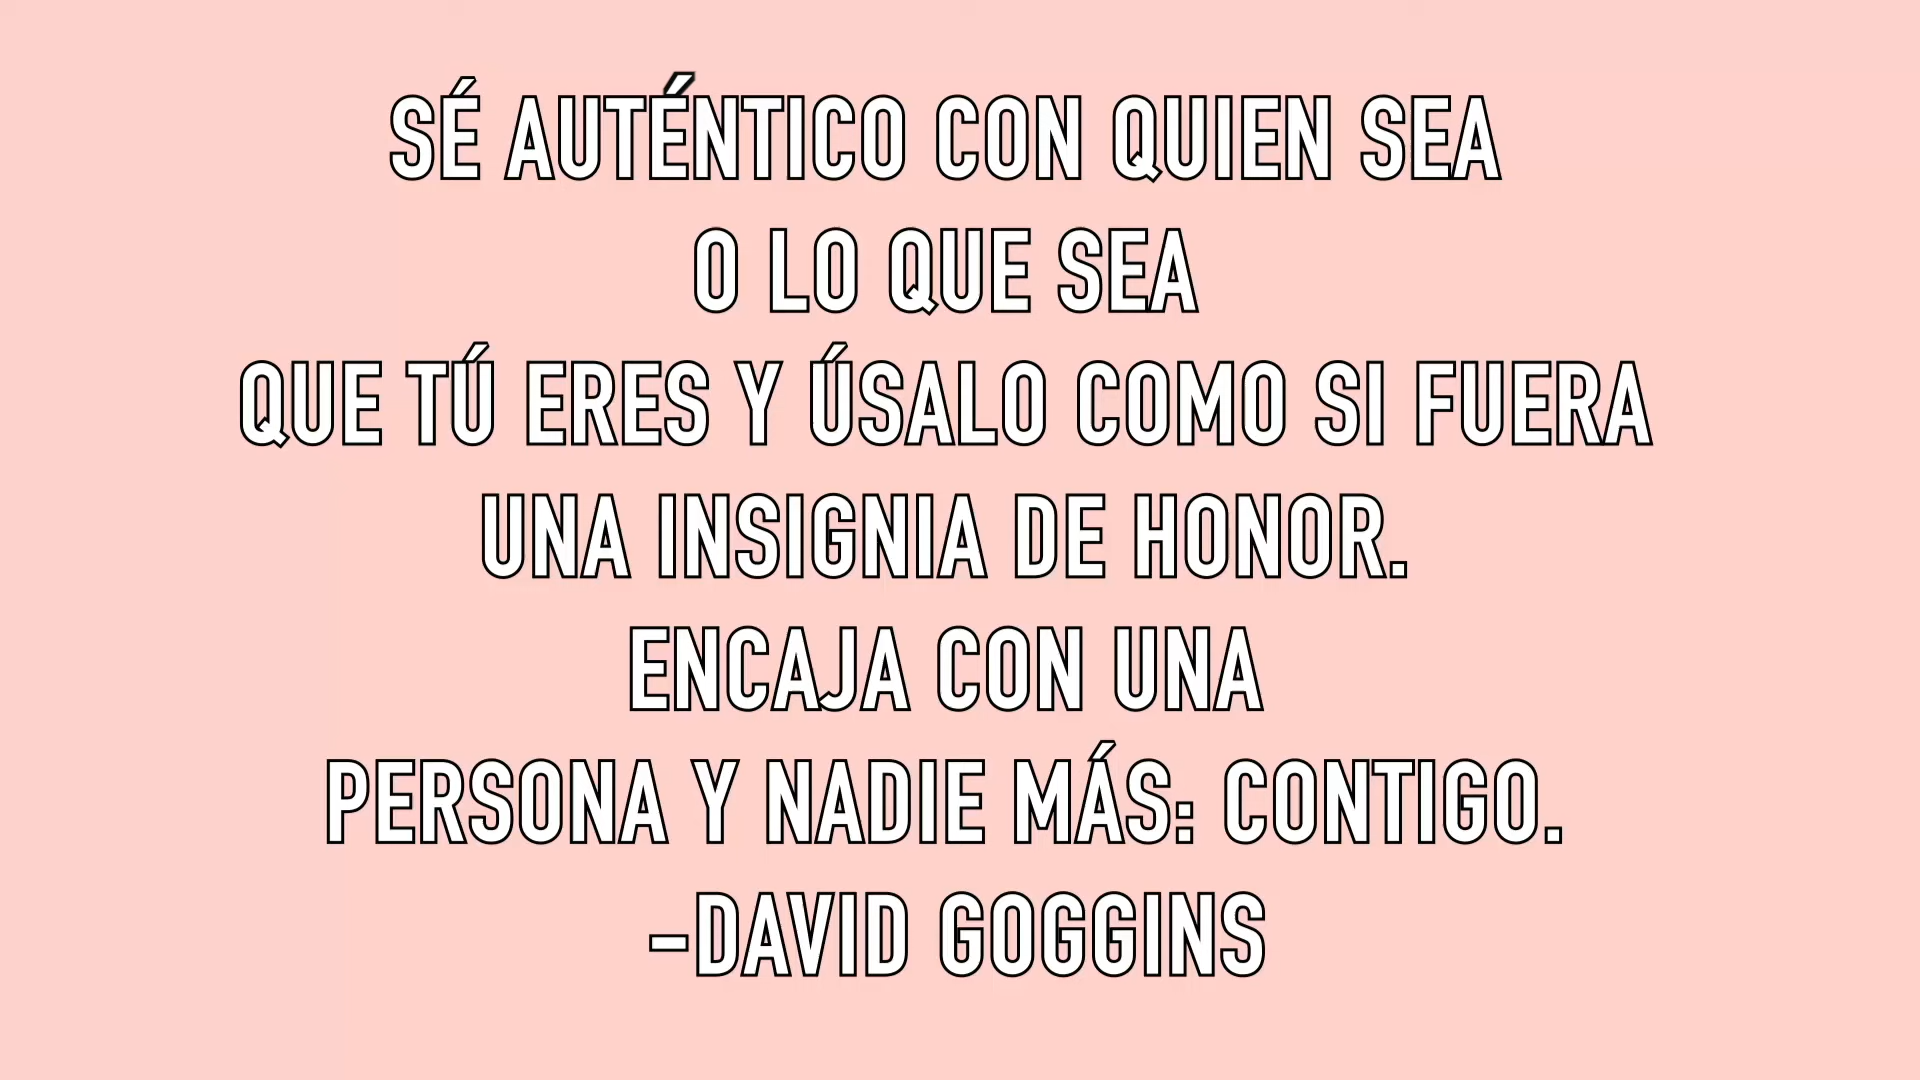 SÉ AUTÉNTICO CON QUIEN SEA
O LO QUE SEA
QUE TÚ ERES Y ÚSALO COMO SI FUERA
UNA INSIGNIA DE HONOR.
ENCAJA CON UNA
PERSONA Y NADIE MÁS: CONTIGO.
-DAVID GOGGINS